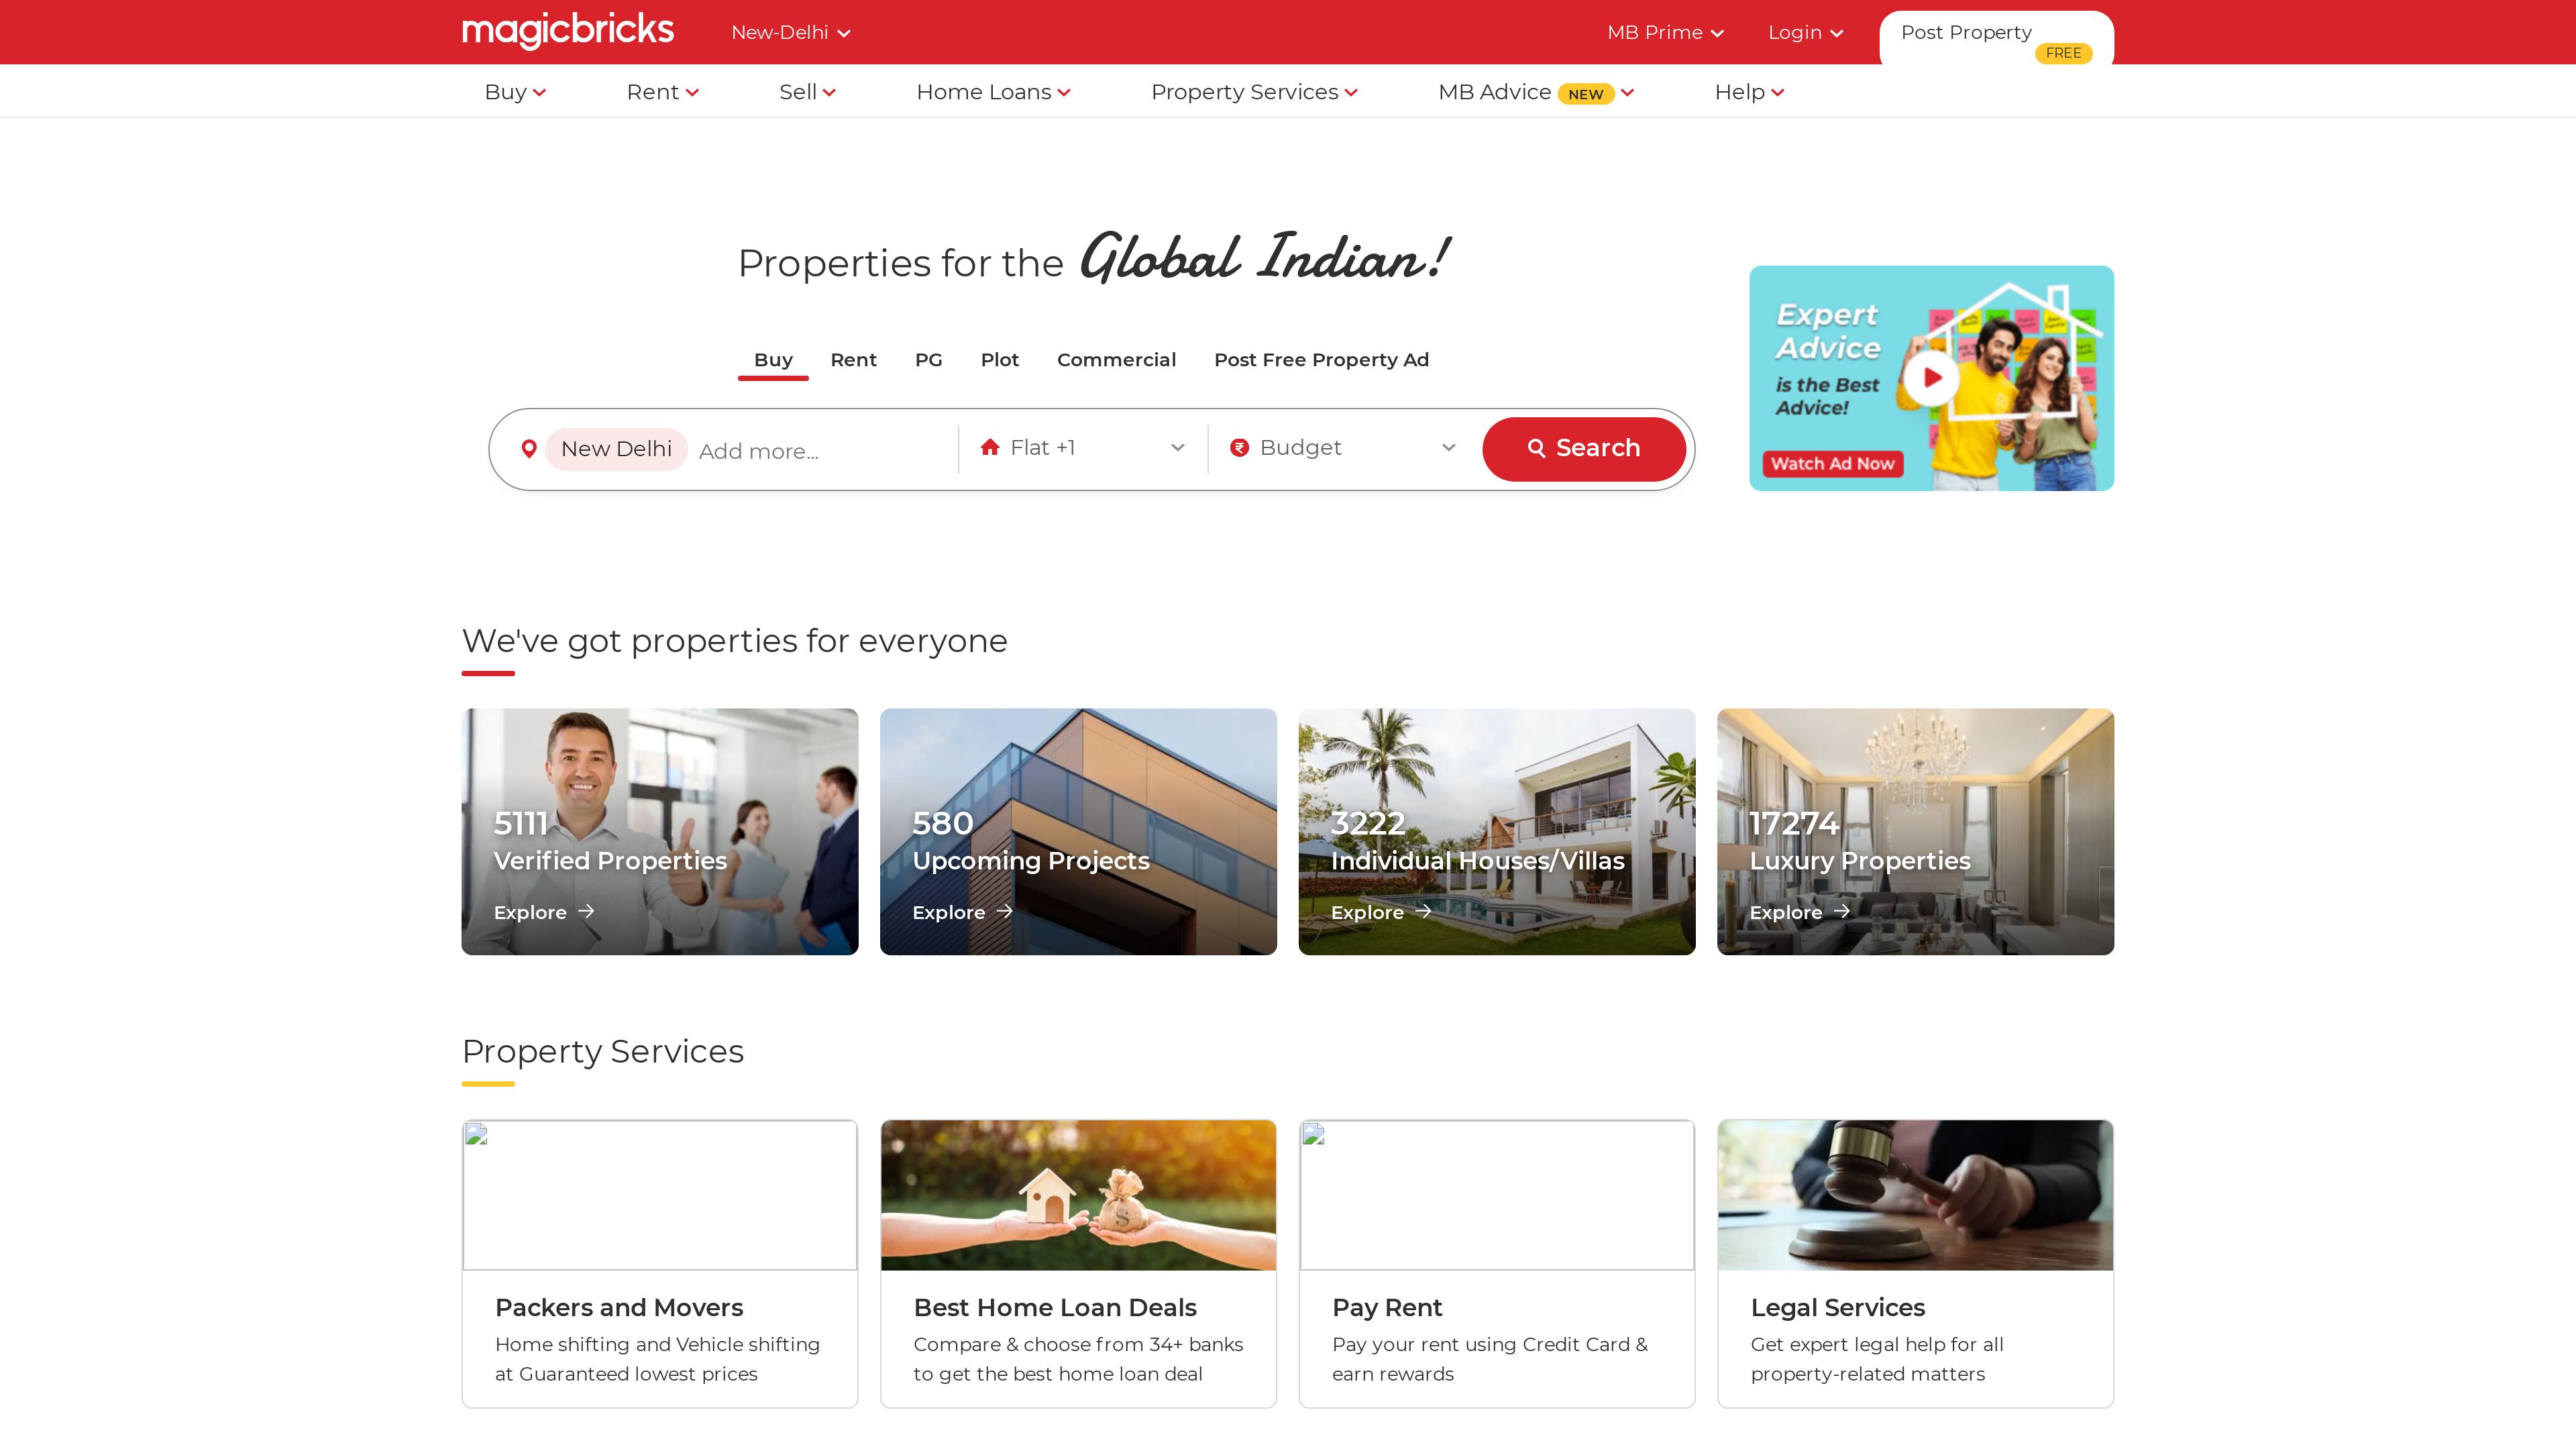 magicbricks
New-Delhi
MB Prime
Login
Post Property
FREE
Buy
Rent
Sell
Home Loans
Property Services
MB Advice NEW
Help
Properties for the Global Indian!
Buy
Rent
PG
Plot
Commercial
Post Free Property Ad
New Delhi
Add more...
Flat +1
Budget
Search
Expert
Advice
is the Best
Advice!
Watch Ad Now
We've got properties for everyone
5111
Verified Properties
Explore
580
Upcoming Projects
Explore
3222
Individual Houses/Villas
Explore
17274
Luxury Properties
Explore
Property Services
Packers and Movers
Home shifting and Vehicle shifting
at Guaranteed lowest prices
Best Home Loan Deals
Compare & choose from 34+ banks
to get the best home loan deal
Pay Rent
Pay your rent using Credit Card &
earn rewards
Legal Services
Get expert legal help for all
property-related matters